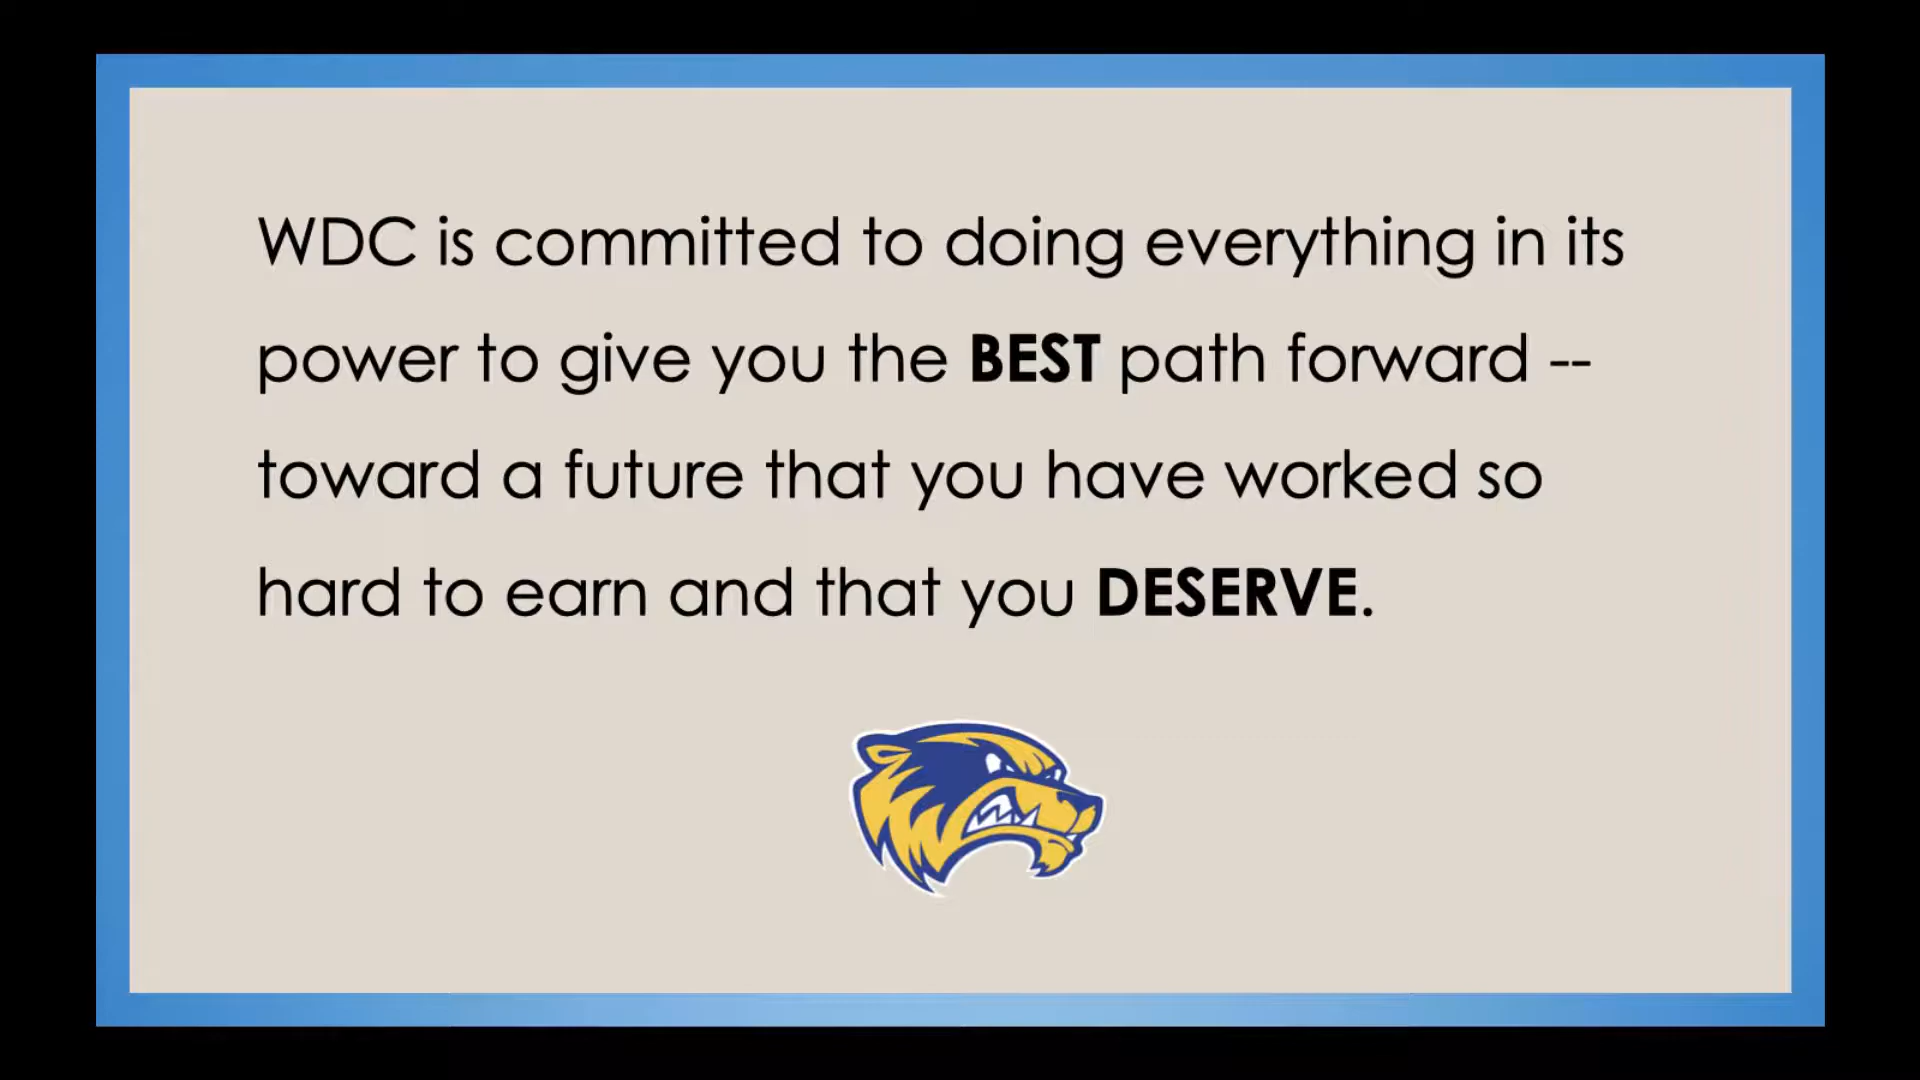 WDC is committed to doing everything in its
power to give you the BEST path forward --
toward a future that you have worked so
hard to earn and that you DESERVE.